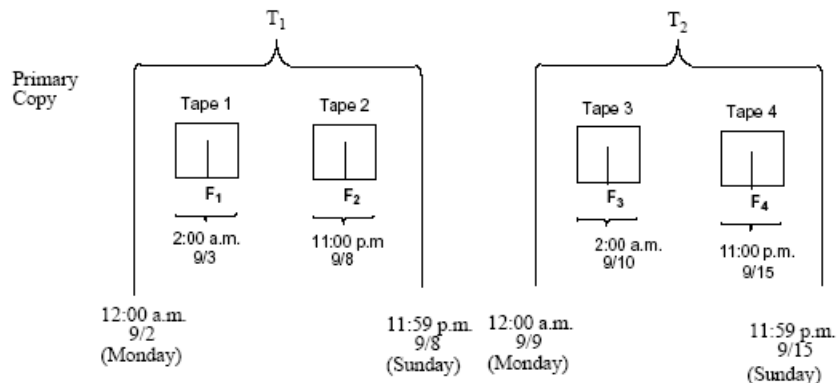 T1
T2
Primary
Copy
Tape 1
Tape 2
Tape 3
Tape 4
F1
F2
F3
F4
2:00 a.m.
9/3
11:00 p.m
9/8
2:00 a.m.
9/10
11:00 p.m.
9/15
12:00 a.m.
9/2
(Monday)
11:59 p.m.
9/8
(Sunday)
12:00 a.m.
9/9
(Monday)
11:59 p.m.
9/15
(Sunday)